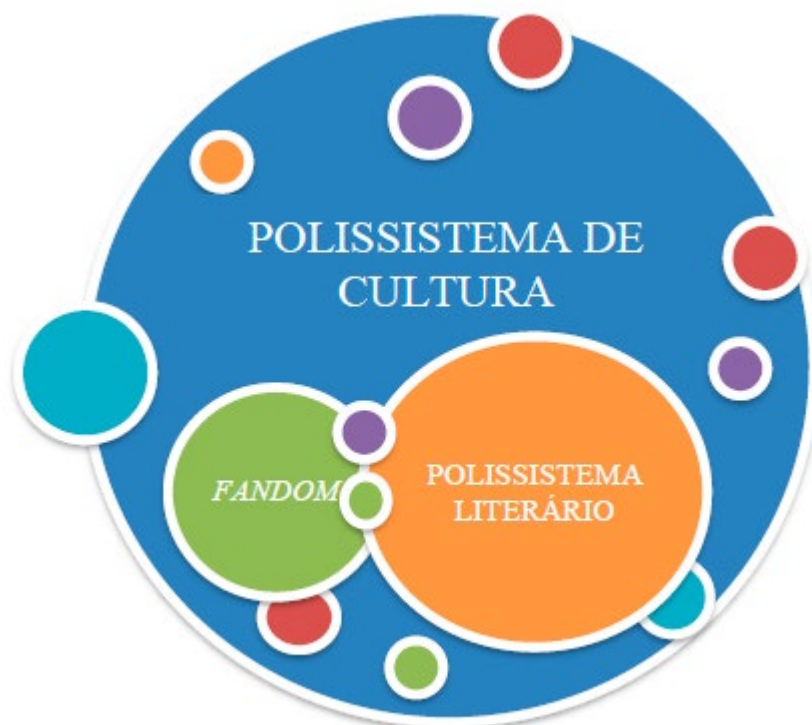 POLISSISTEMA DE
CULTURA
FANDOM
POLISSISTEMA
LITERÁRIO